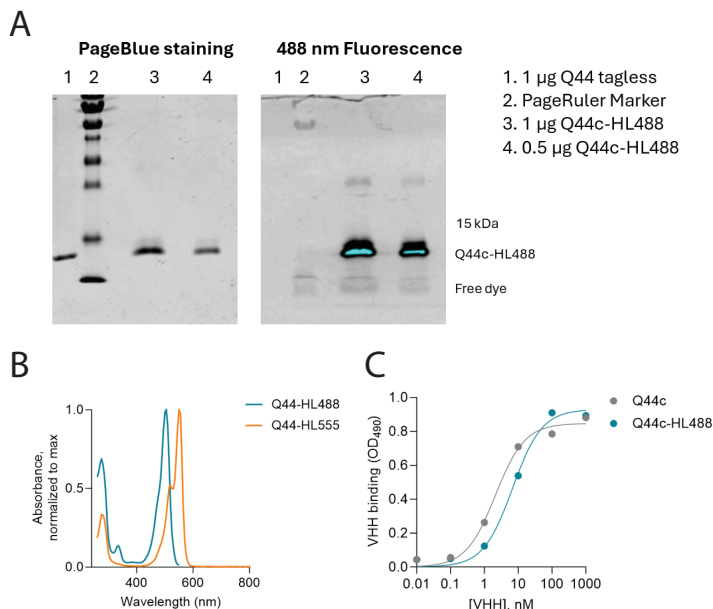 A
PageBlue staining
488 nm Fluorescence
1 2 3 4
1 2 3 4
1. 1 µg Q44 tagless
2. PageRuler Marker
3. 1 µg Q44c-HL488
4. 0.5 µg Q44c-HL488
15 kDa
Q44c-HL488
Free dye
B
Q44-HL488
Q44-HL555
Absorbance,
normalized to max
1.0
0.5
0.0
400 600 800
Wavelength (nm)
C
Q44c
Q44c-HL488
VHH binding (OD490)
1.0
0.8
0.6
0.4
0.2
0.0
0.01 0.1 1 10 100 1000
[VHH], nM